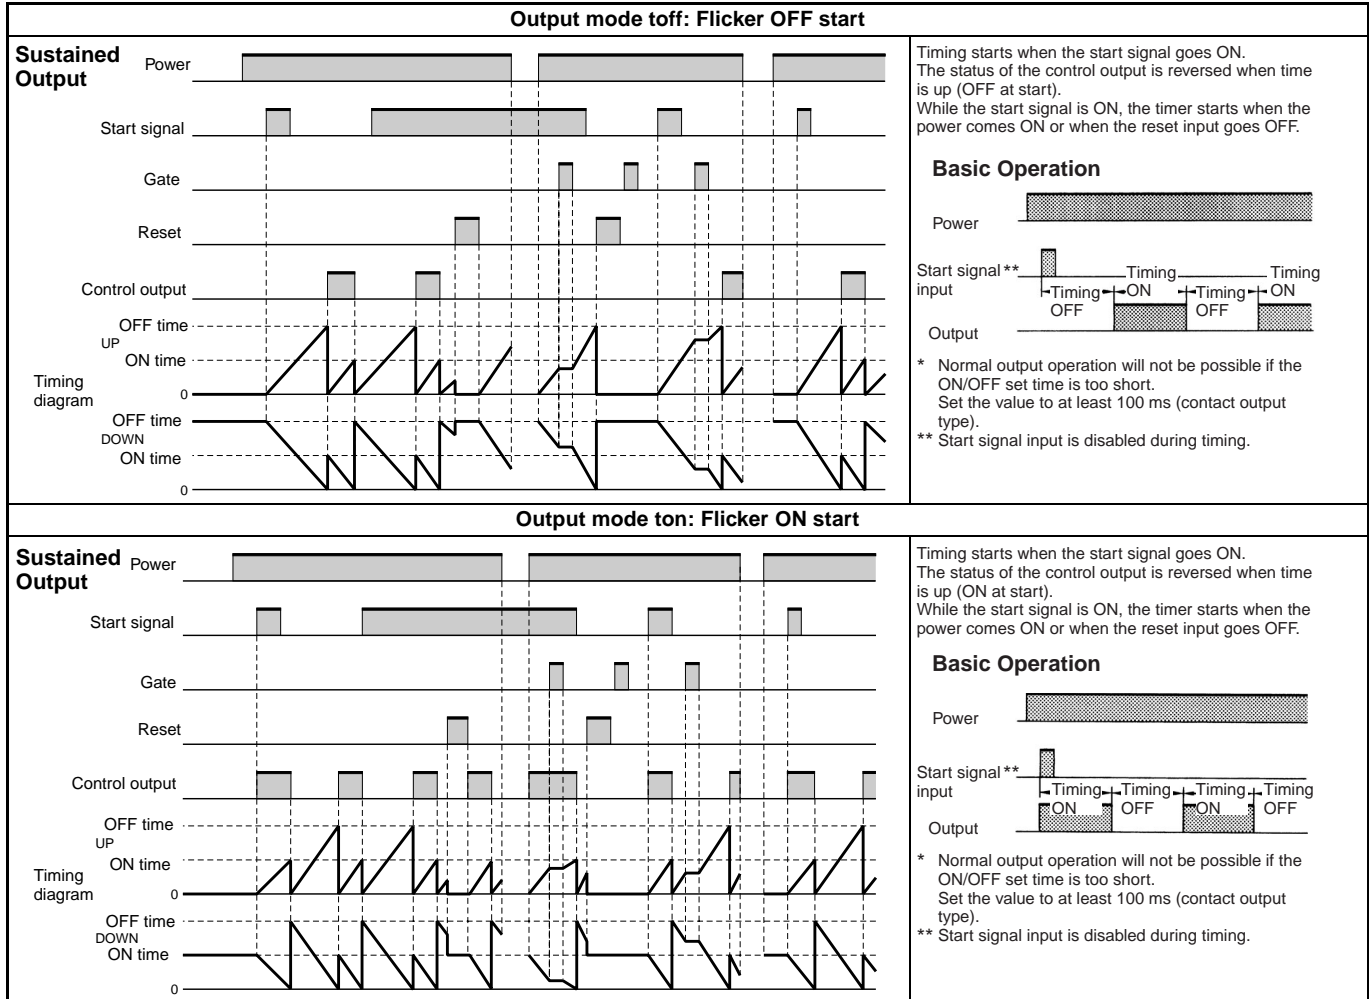 Output mode toff: Flicker OFF start
Sustained
Output
Power
Start signal
Gate
Reset
Control output
OFF time
UP
ON time
Timing
diagram
0
OFF time
DOWN
ON time
0
Timing starts when the start signal goes ON.
The status of the control output is reversed when time
is up (OFF at start).
While the start signal is ON, the timer starts when the
power comes ON or when the reset input goes OFF.
Basic Operation
Power
Start signal **
input
Timing
OFF
Timing
ON
Timing
OFF
Timing
ON
Output
* Normal output operation will not be possible if the
ON/OFF set time is too short.
Set the value to at least 100 ms (contact output
type).
** Start signal input is disabled during timing.
Output mode ton: Flicker ON start
Sustained
Output
Power
Start signal
Gate
Reset
Control output
OFF time
UP
ON time
Timing
diagram
0
OFF time
DOWN
ON time
0
Timing starts when the start signal goes ON.
The status of the control output is reversed when time
is up (ON at start).
While the start signal is ON, the timer starts when the
power comes ON or when the reset input goes OFF.
Basic Operation
Power
Start signal **
input
Timing
ON
Timing
OFF
Timing
ON
Timing
OFF
Output
* Normal output operation will not be possible if the
ON/OFF set time is too short.
Set the value to at least 100 ms (contact output
type).
** Start signal input is disabled during timing.